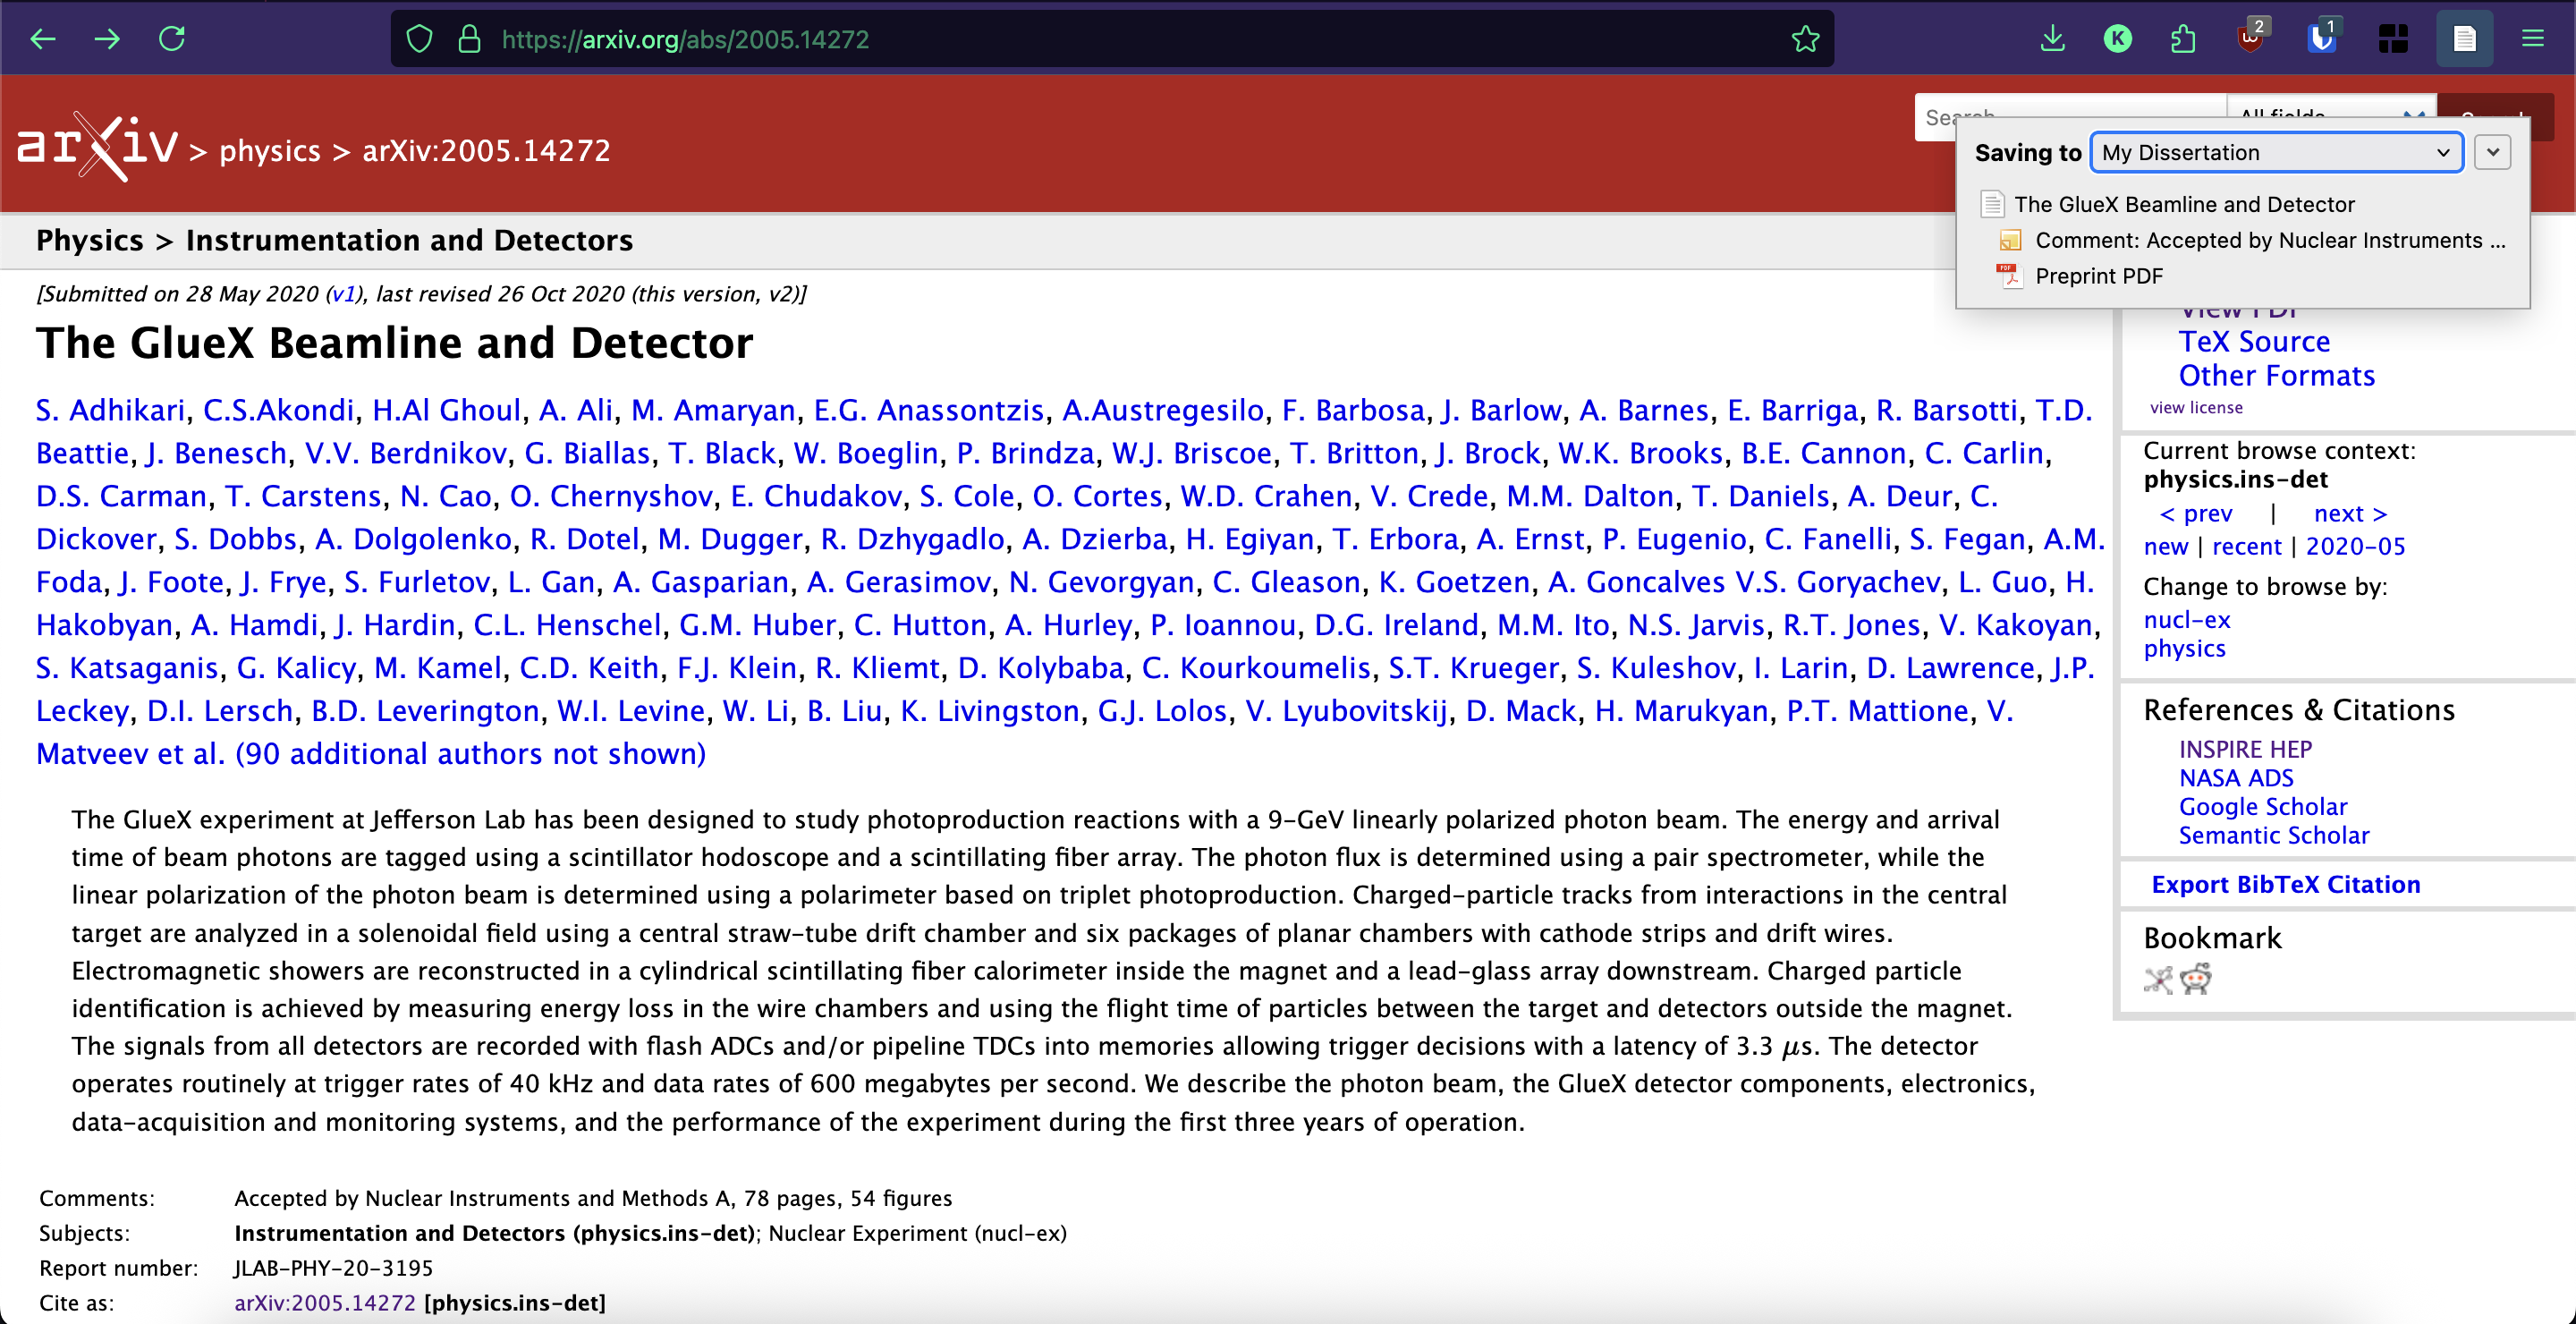 https://arxiv.org/abs/2005.14272
K
2
1
arXiv > physics > arXiv:2005.14272
All fields
Saving to My Dissertation
The GlueX Beamline and Detector
Comment: Accepted by Nuclear Instruments ...
PDF
Preprint PDF
Physics > Instrumentation and Detectors
[Submitted on 28 May 2020 (v1), last revised 26 Oct 2020 (this version, v2)]
The GlueX Beamline and Detector
S. Adhikari, C.S.Akondi, H.Al Ghoul, A. Ali, M. Amaryan, E.G. Anassontzis, A.Austregesilo, F. Barbosa, J. Barlow, A. Barnes, E. Barriga, R. Barsotti, T.D.
Beattie, J. Benesch, V.V. Berdnikov, G. Biallas, T. Black, W. Boeglin, P. Brindza, W.J. Briscoe, T. Britton, J. Brock, W.K. Brooks, B.E. Cannon, C. Carlin,
D.S. Carman, T. Carstens, N. Cao, O. Chernyshov, E. Chudakov, S. Cole, O. Cortes, W.D. Crahen, V. Crede, M.M. Dalton, T. Daniels, A. Deur, C.
Dickover, S. Dobbs, A. Dolgolenko, R. Dotel, M. Dugger, R. Dzhygadlo, A. Dzierba, H. Egiyan, T. Erbora, A. Ernst, P. Eugenio, C. Fanelli, S. Fegan, A.M.
Foda, J. Foote, J. Frye, S. Furletov, L. Gan, A. Gasparian, A. Gerasimov, N. Gevorgyan, C. Gleason, K. Goetzen, A. Goncalves V.S. Goryachev, L. Guo, H.
Hakobyan, A. Hamdi, J. Hardin, C.L. Henschel, G.M. Huber, C. Hutton, A. Hurley, P. Ioannou, D.G. Ireland, M.M. Ito, N.S. Jarvis, R.T. Jones, V. Kakoyan,
S. Katsaganis, G. Kalicy, M. Kamel, C.D. Keith, F.J. Klein, R. Kliemt, D. Kolybaba, C. Kourkoumelis, S.T. Krueger, S. Kuleshov, I. Larin, D. Lawrence, J.P.
Leckey, D.I. Lersch, B.D. Leverington, W.I. Levine, W. Li, B. Liu, K. Livingston, G.J. Lolos, V. Lyubovitskij, D. Mack, H. Marukyan, P.T. Mattione, V.
Matveev et al. (90 additional authors not shown)
The GlueX experiment at Jefferson Lab has been designed to study photoproduction reactions with a 9-GeV linearly polarized photon beam. The energy and arrival
time of beam photons are tagged using a scintillator hodoscope and a scintillating fiber array. The photon flux is determined using a pair spectrometer, while the
linear polarization of the photon beam is determined using a polarimeter based on triplet photoproduction. Charged-particle tracks from interactions in the central
target are analyzed in a solenoidal field using a central straw-tube drift chamber and six packages of planar chambers with cathode strips and drift wires.
Electromagnetic showers are reconstructed in a cylindrical scintillating fiber calorimeter inside the magnet and a lead-glass array downstream. Charged particle
identification is achieved by measuring energy loss in the wire chambers and using the flight time of particles between the target and detectors outside the magnet.
The signals from all detectors are recorded with flash ADCs and/or pipeline TDCs into memories allowing trigger decisions with a latency of 3.3 μs. The detector
operates routinely at trigger rates of 40 kHz and data rates of 600 megabytes per second. We describe the photon beam, the GlueX detector components, electronics,
data-acquisition and monitoring systems, and the performance of the experiment during the first three years of operation.
Comments: Accepted by Nuclear Instruments and Methods A, 78 pages, 54 figures
Subjects: Instrumentation and Detectors (physics.ins-det); Nuclear Experiment (nucl-ex)
Report number: JLAB-PHY-20-3195
Cite as: arXiv:2005.14272 [physics.ins-det]
View PDF
TeX Source
Other Formats
view license
Current browse context:
physics.ins-det
< prev | next >
new | recent | 2020-05
Change to browse by:
nucl-ex
physics
References & Citations
INSPIRE HEP
NASA ADS
Google Scholar
Semantic Scholar
Export BibTeX Citation
Bookmark